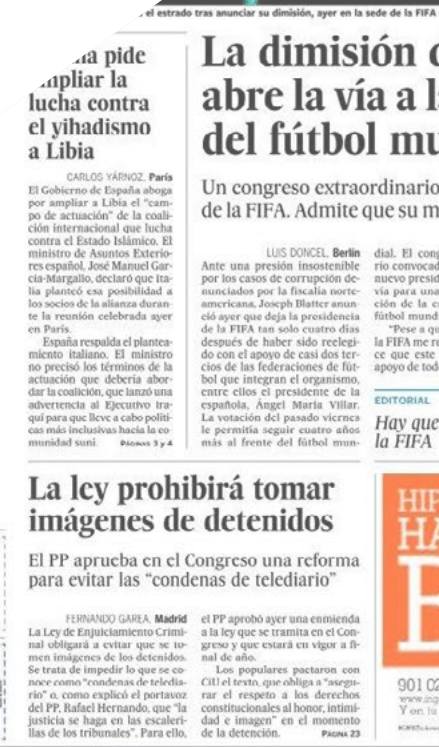 el estrado tras anunciar su dimisión, ayer en la sede de la FIFA
pide
ampliar la
lucha contra
el yihadismo
a Libia
CARLOS YÁRNOZ, París
El Gobierno de España aboga
por ampliar a Libia el “cam-
po de actuación” de la coali-
ción internacional que lucha
contra el Estado Islámico. El
ministro de Asuntos Exterio-
res español, José Manuel Gar-
cía-Margallo, declaró que Ita-
lia planteó esa posibilidad a
los socios de la alianza duran-
te la reunión celebrada ayer
en París.
España respalda el plantea-
miento italiano. El ministro
no precisó los términos de la
actuación que debería abor-
dar la coalición, que lanzó una
advertencia al Ejecutivo ira-
quí para que lleve a cabo políti-
cas más inclusivas hacia la co-
munidad suní. PÁGINAS 3 y 4
La dimisión
abre la vía a
del fútbol mu
Un congreso extraordinario
de la FIFA. Admite que su m
LUIS DONCEL, Berlín
Ante una presión insostenible
por los casos de corrupción de-
nunciados por la fiscalía norte-
americana, Joseph Blatter anun-
ció ayer que deja la presidencia
de la FIFA tan solo cuatro días
después de haber sido reelegi-
do con el apoyo de casi dos ter-
cios de las federaciones de fút-
bol que integran el organismo,
entre ellos el presidente de la
española, Ángel María Villar.
La votación del pasado viernes
le permitía seguir cuatro años
más al frente del fútbol mun-
dial. El cong
rio convocad
nuevo presid
vía para una
ción de la c
fútbol mund
“Pese a qu
la FIFA me re
ce que este
apoyo de tod
EDITORIAL
Hay que
la FIFA
La ley prohibirá tomar
imágenes de detenidos
El PP aprueba en el Congreso una reforma
para evitar las “condenas de telediario”
FERNANDO GAREA, Madrid
La Ley de Enjuiciamiento Crimi-
nal obligará a evitar que se to-
men imágenes de los detenidos.
Se trata de impedir lo que se co-
noce como “condenas de teledia-
rio” o, como explicó el portavoz
del PP, Rafael Hernando, que “la
justicia se haga en las escaleri-
llas de los tribunales”. Para ello,
el PP aprobó ayer una enmienda
a la ley que se tramita en el Con-
greso y que estará en vigor a fi-
nal de año.
Los populares pactaron con
CiU el texto, que obliga a “asegu-
rar el respeto a los derechos
constitucionales al honor, intimi-
dad e imagen” en el momento
de la detención. PÁGINA 23
HIP
HA
E
901 02
www.ing
Y en tu